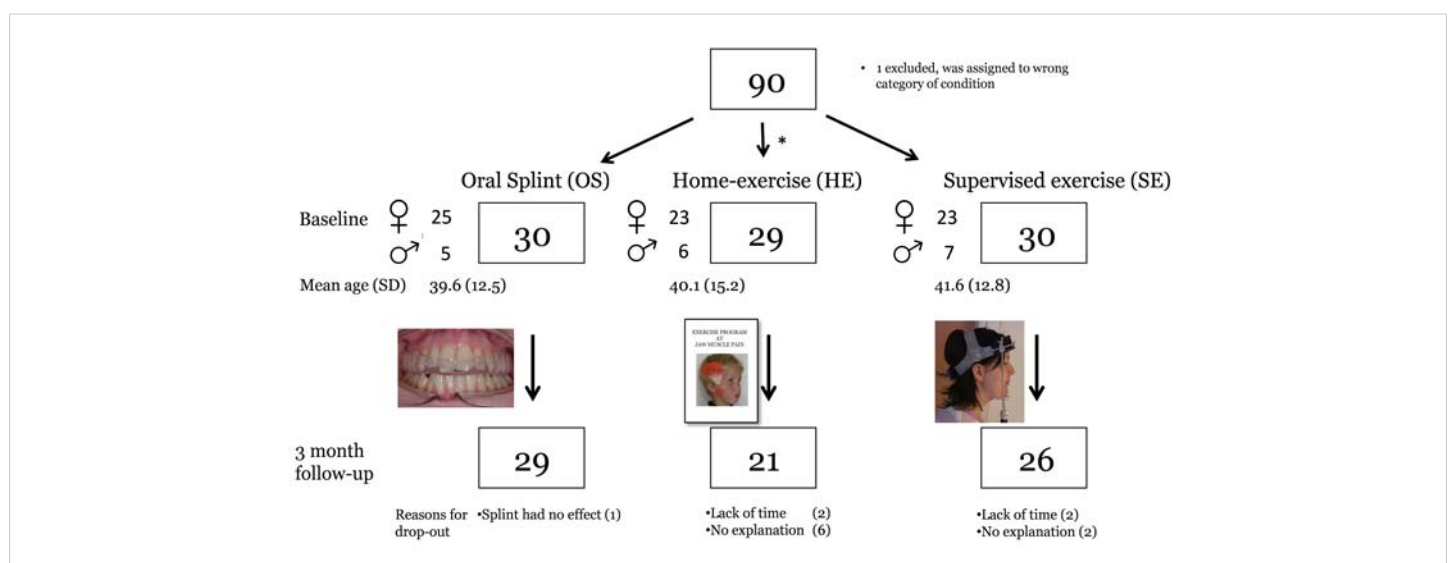 90
• 1 excluded, was assigned to wrong
category of condition
*
Oral Splint (OS) Home-exercise (HE) Supervised exercise (SE)
Baseline ♀ 25 30 ♀ 23 29 ♀ 23 30
♂ 5 ♂ 6 ♂ 7
Mean age (SD) 39.6 (12.5) 40.1 (15.2) 41.6 (12.8)
EXERCISE PROGRAM
AT
JAW MUSCLE PAIN
3 month
follow-up
29 21 26
Reasons for
drop-out
•Splint had no effect (1)
•Lack of time (2)
•No explanation (6)
•Lack of time (2)
•No explanation (2)